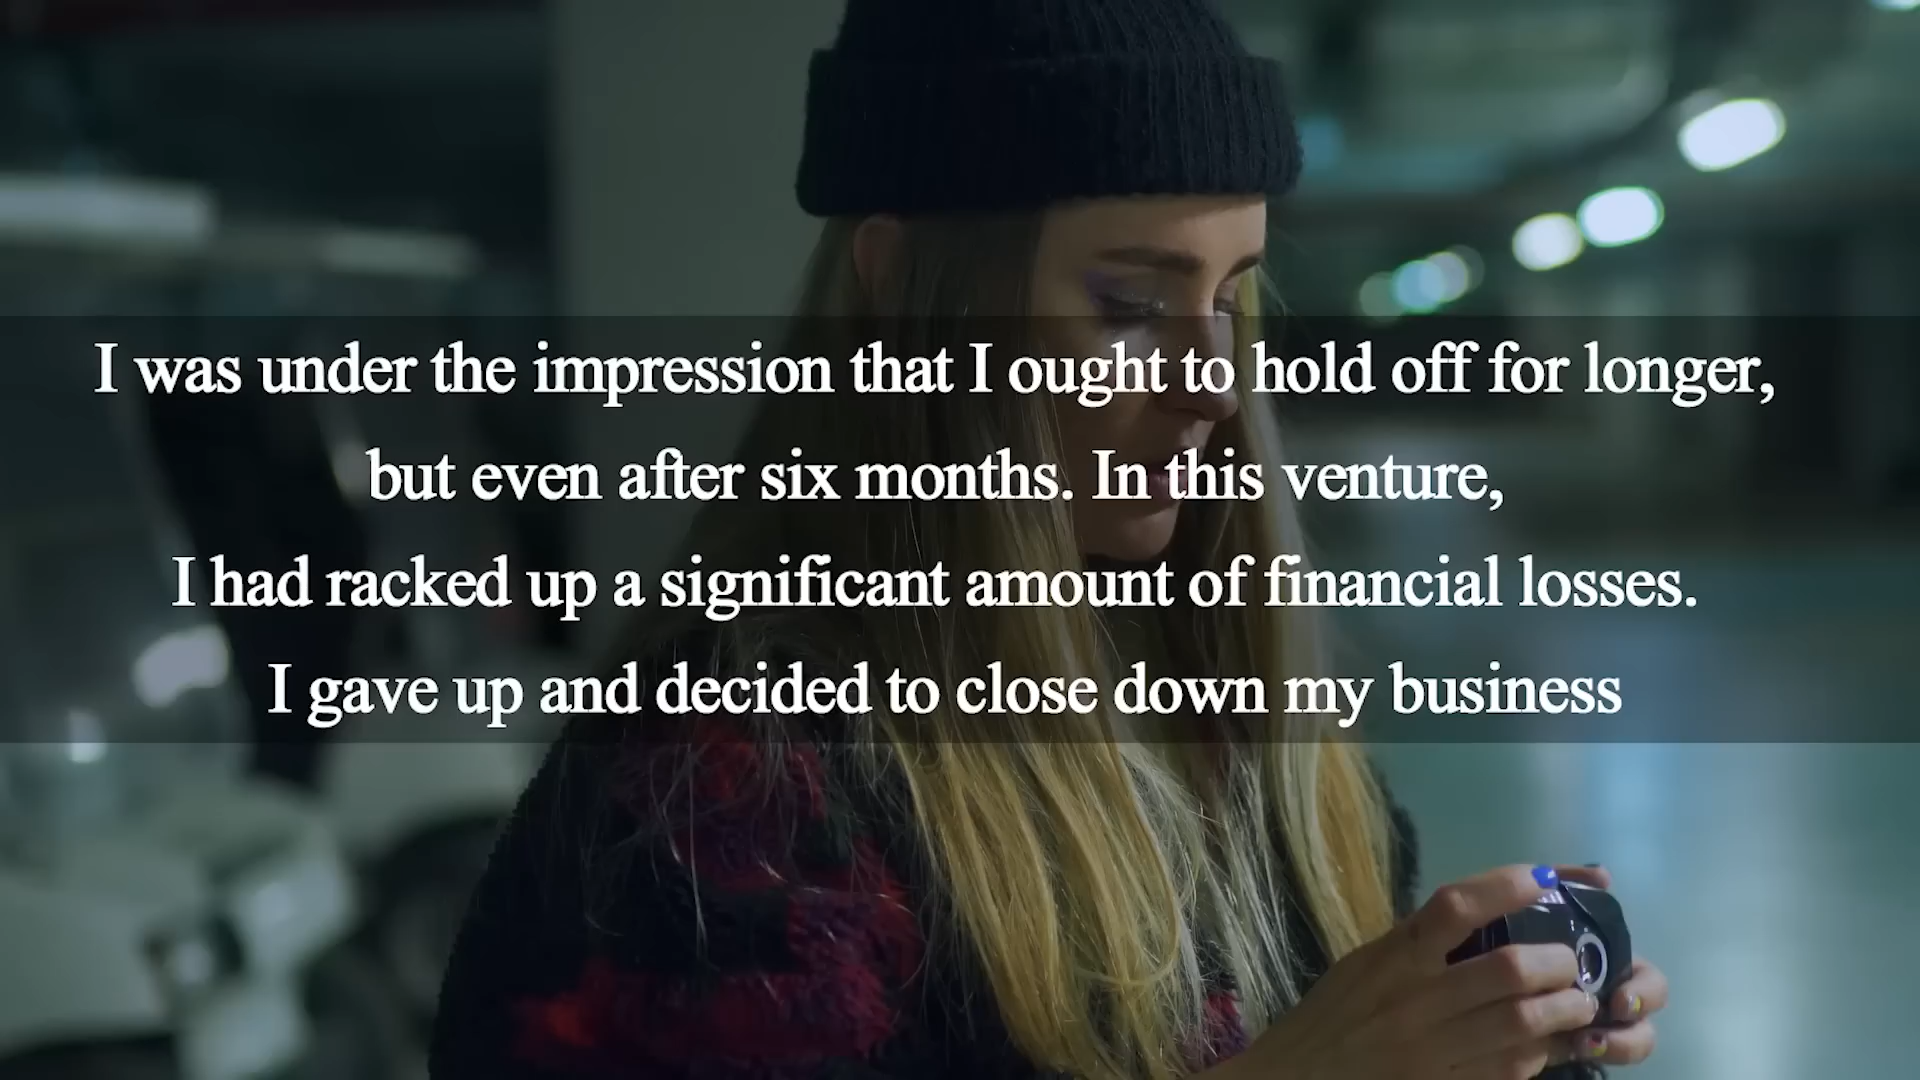 I was under the impression that I ought to hold off for longer,
but even after six months. In this venture,
I had racked up a significant amount of financial losses.
I gave up and decided to close down my business